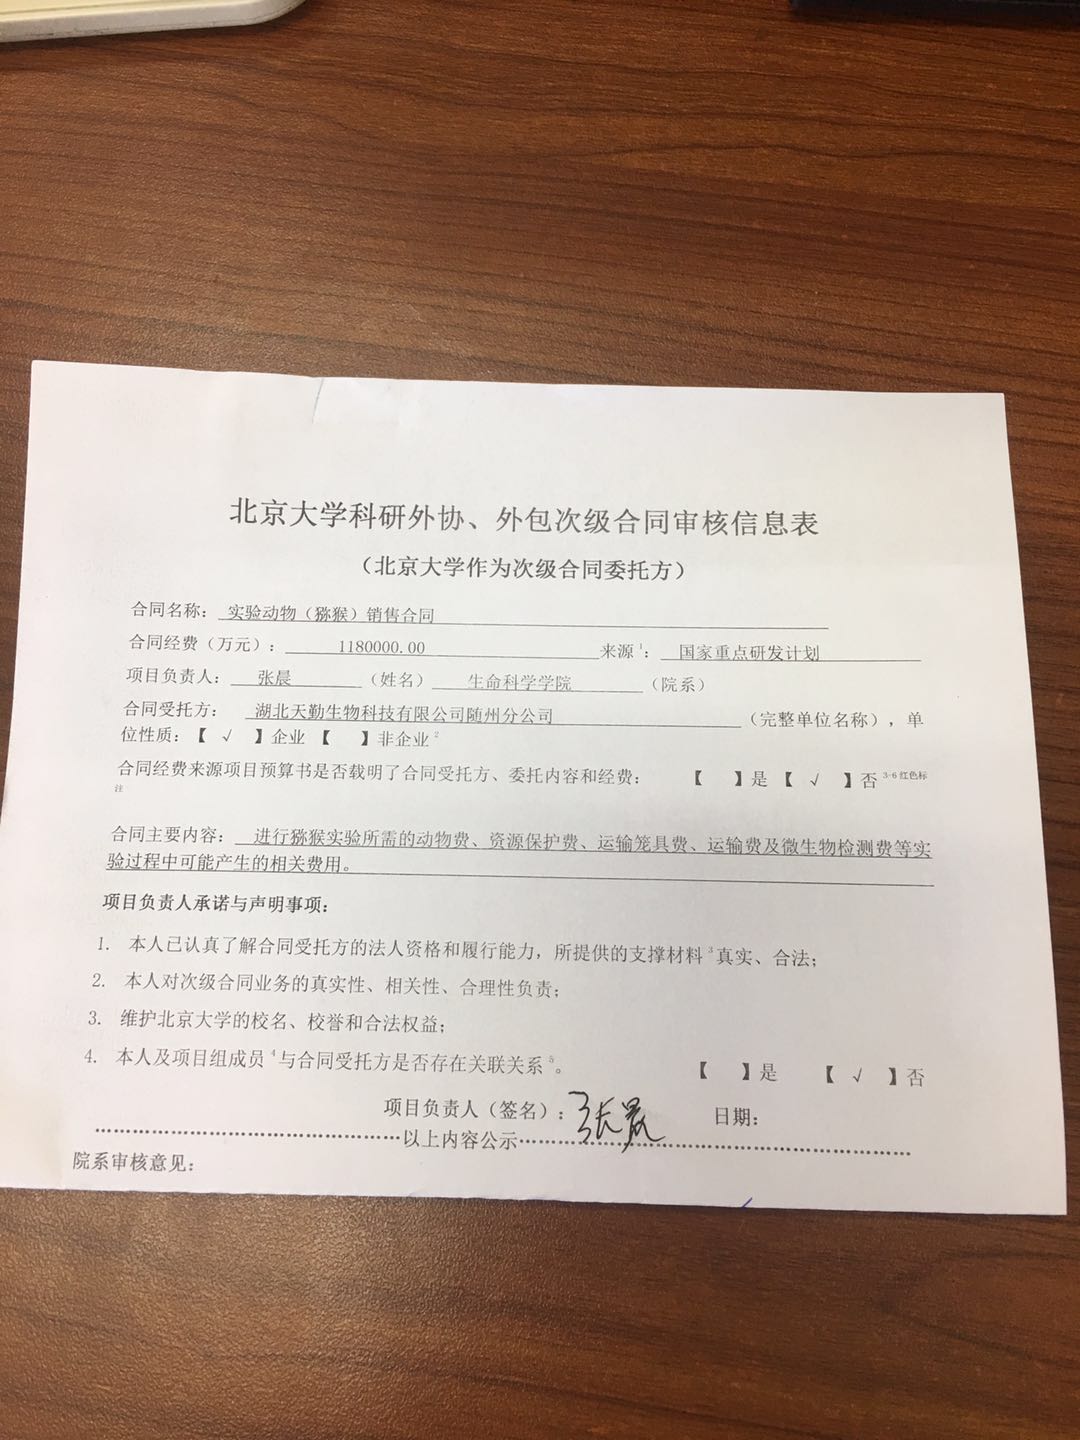 北京大学科研外协、外包次级合同审核信息表
（北京大学作为次级合同委托方）
合同名称： 实验动物（猕猴）销售合同
合同经费（万元）： 1180000.00 来源1： 国家重点研发计划
项目负责人： 张晨 （姓名） 生命科学学院 （院系）
合同受托方： 湖北天勤生物科技有限公司随州分公司 （完整单位名称），单
位性质：【 √ 】企业【 】非企业2
合同经费来源项目预算书是否载明了合同受托方、委托内容和经费： 【 】是【 √ 】否 3-6 红色标
注
合同主要内容： 进行猕猴实验所需的动物费、资源保护费、运输笼具费、运输费及微生物检测费等实
验过程中可能产生的相关费用。
项目负责人承诺与声明事项：
1. 本人已认真了解合同受托方的法人资格和履行能力，所提供的支撑材料3真实、合法；
2. 本人对次级合同业务的真实性、相关性、合理性负责；
3. 维护北京大学的校名、校誉和合法权益；
4. 本人及项目组成员4与合同受托方是否存在关联关系5。 【 】是 【 √ 】否
项目负责人（签名）：张晨 日期：
……………………………………以上内容公示……………………………………
院系审核意见：